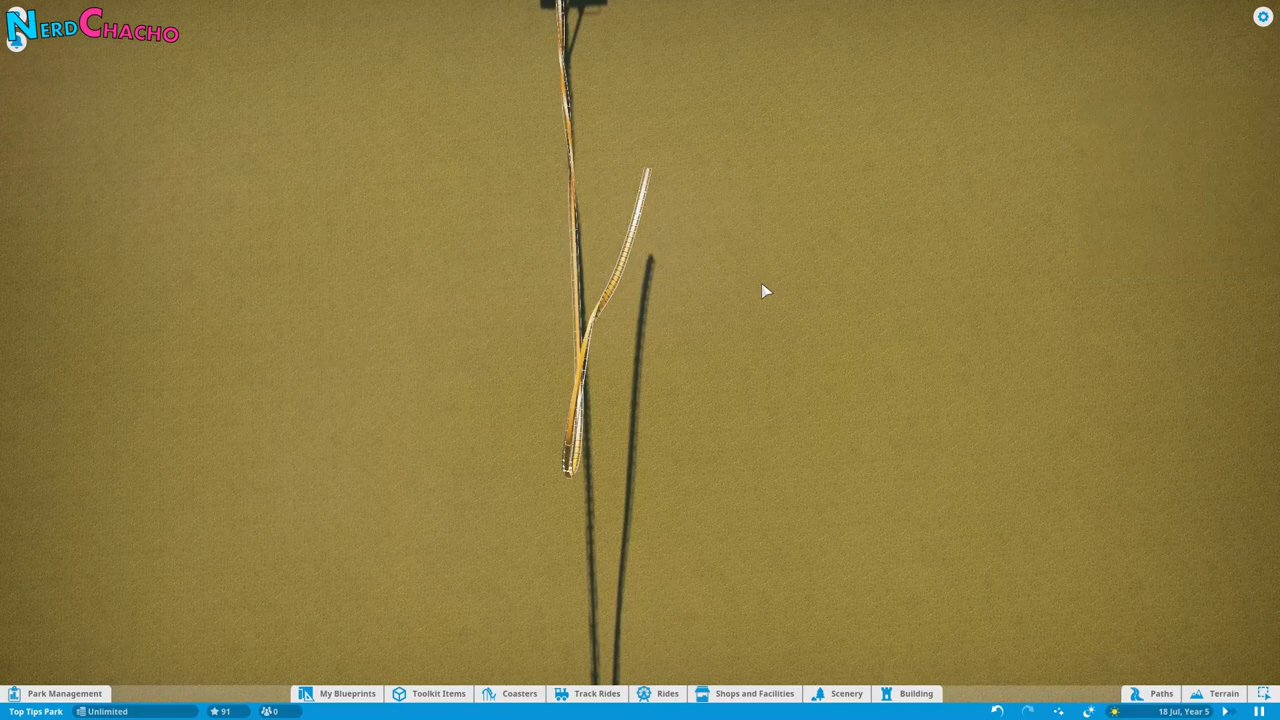 NERDCHACHO
Park Management
My Blueprints
Toolkit Items
Coasters
Track Rides
Rides
Shops and Facilities
Scenery
Building
Paths
Terrain
Top Tips Park
Unlimited
91
0
18 Jul, Year 5